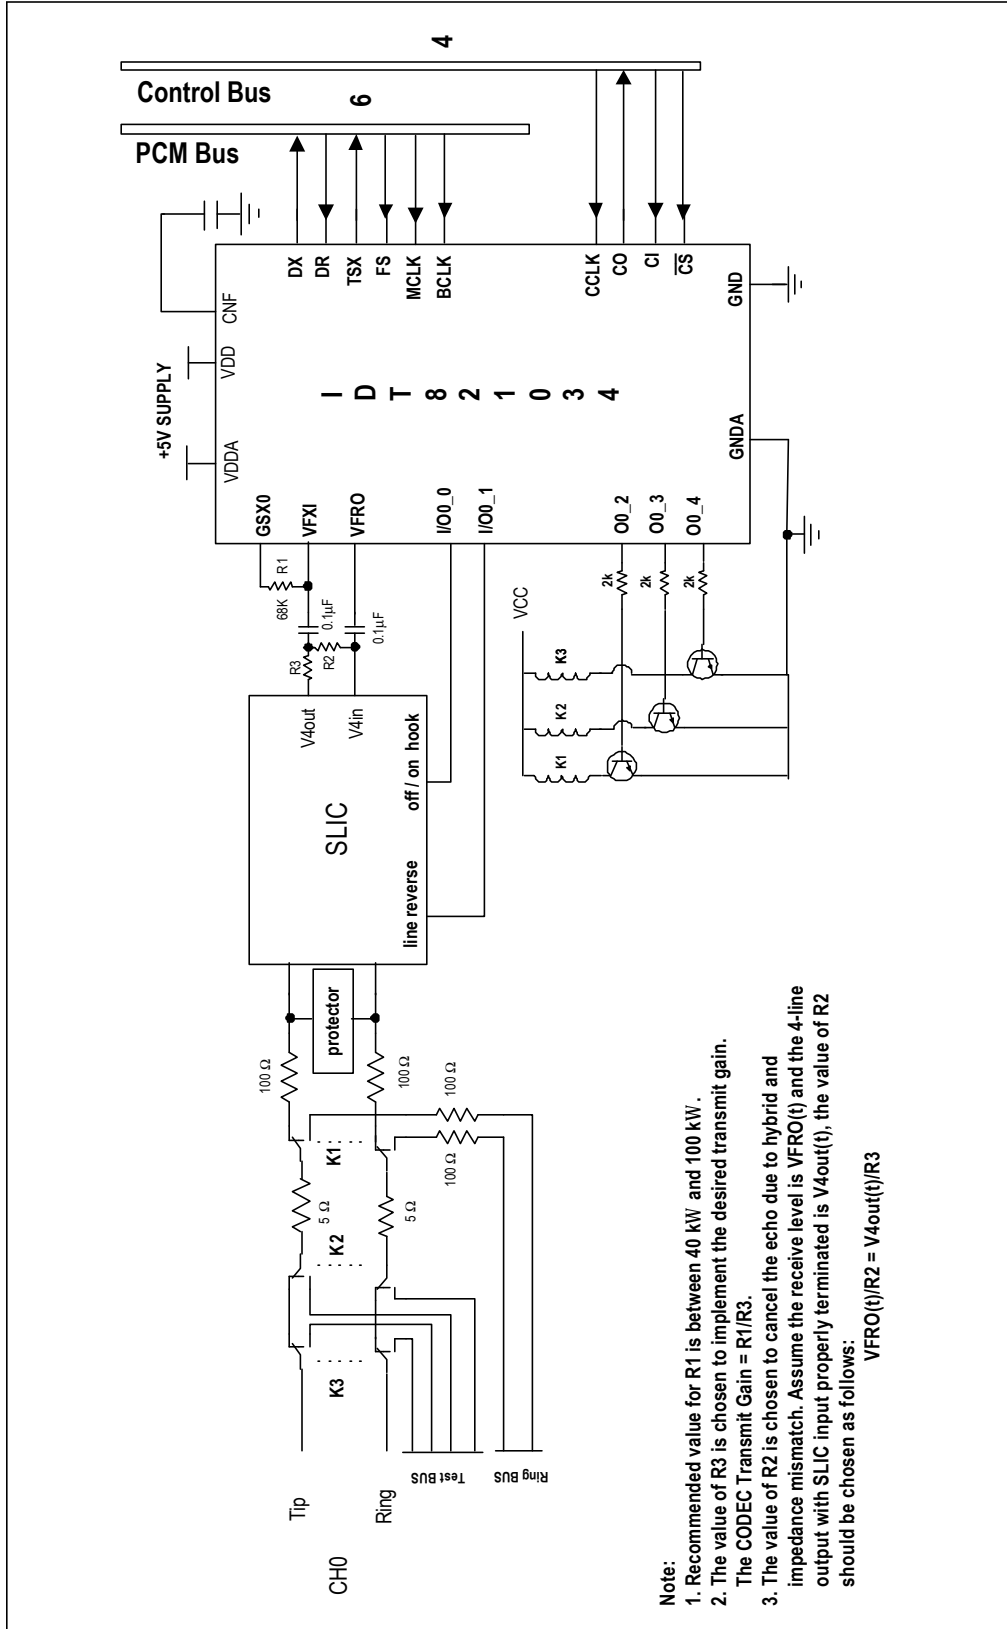 Control Bus
4
PCM Bus
6
+5V SUPPLY
VDDA
VDD
CNF
DX
DR
TSX
FS
MCLK
BCLK
CCLK
CO
CI
CS
IDT821034
GSX0
VFXI
VFRO
I/O0_0
I/O0_1
O0_2
O0_3
O0_4
GNDA
GND
R1
68K
0.1µF
R3
R2
0.1µF
2k
2k
2k
VCC
K3
K2
K1
V4out
V4in
SLIC
off / on hook
line reverse
protector
100 Ω
100 Ω
100 Ω
100 Ω
K1
5 Ω
5 Ω
K2
K3
Tip
Ring
CH0
Test BUS
Ring BUS
Note:
1. Recommended value for R1 is between 40 kW and 100 kW.
2. The value of R3 is chosen to implement the desired transmit gain.
The CODEC Transmit Gain = R1/R3.
3. The value of R2 is chosen to cancel the echo due to hybrid and
impedance mismatch. Assume the receive level is VFRO(t) and the 4-line
output with SLIC input properly terminated is V4out(t), the value of R2
should be chosen as follows:
VFRO(t)/R2 = V4out(t)/R3